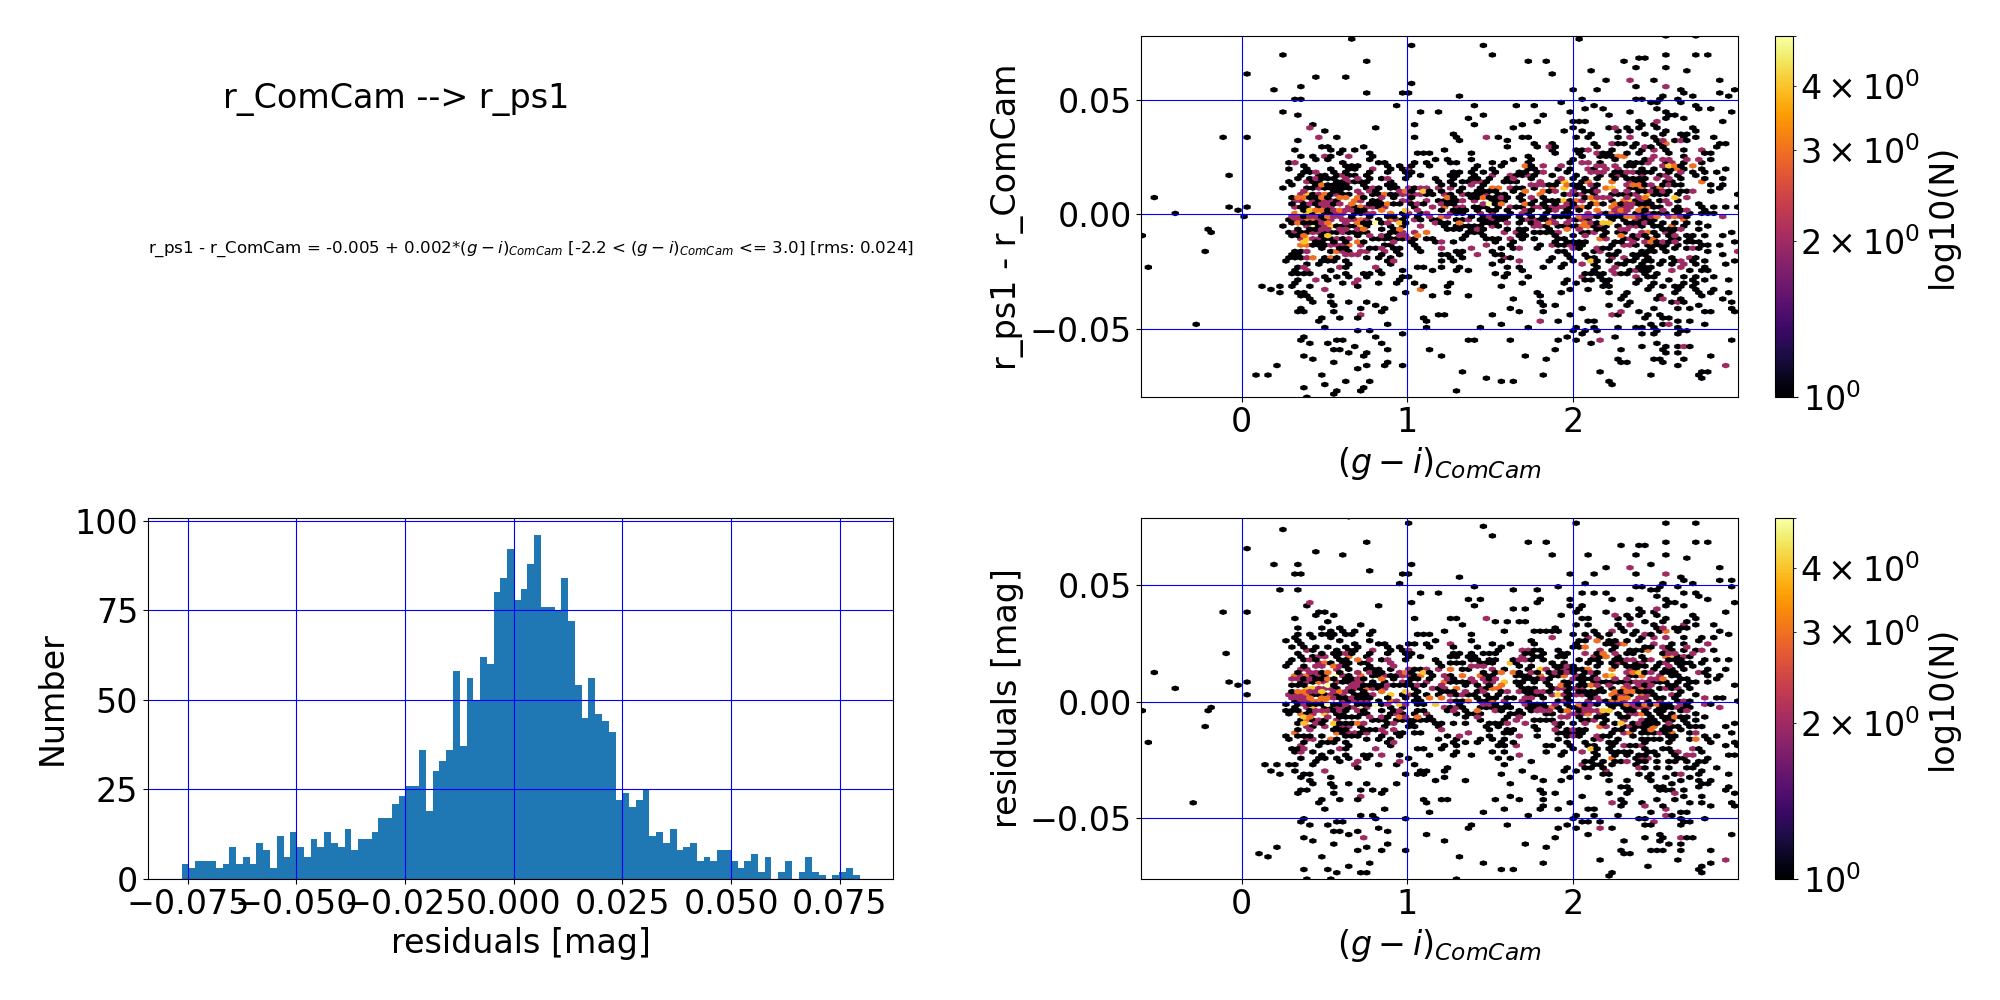 r_ComCam --> r_ps1
r_ps1 - r_ComCam = -0.005 + 0.002*(g − i)ComCam [-2.2 < (g − i)ComCam <= 3.0] [rms: 0.024]
r_ps1 - r_ComCam
0.05
0.00
−0.05
0 1 2
(g − i)ComCam
4 × 10⁰
3 × 10⁰
2 × 10⁰
10⁰
log10(N)
Number
100
75
50
25
0
−0.075 −0.050 −0.025 0.000 0.025 0.050 0.075
residuals [mag]
residuals [mag]
0.05
0.00
−0.05
0 1 2
(g − i)ComCam
4 × 10⁰
3 × 10⁰
2 × 10⁰
10⁰
log10(N)